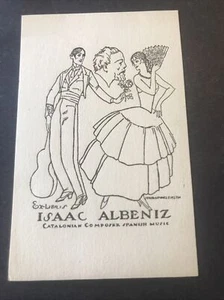 Ex Libris
ISAAC ALBENIZ
CATALONIAN COMPOSER SPANISH MUSIC